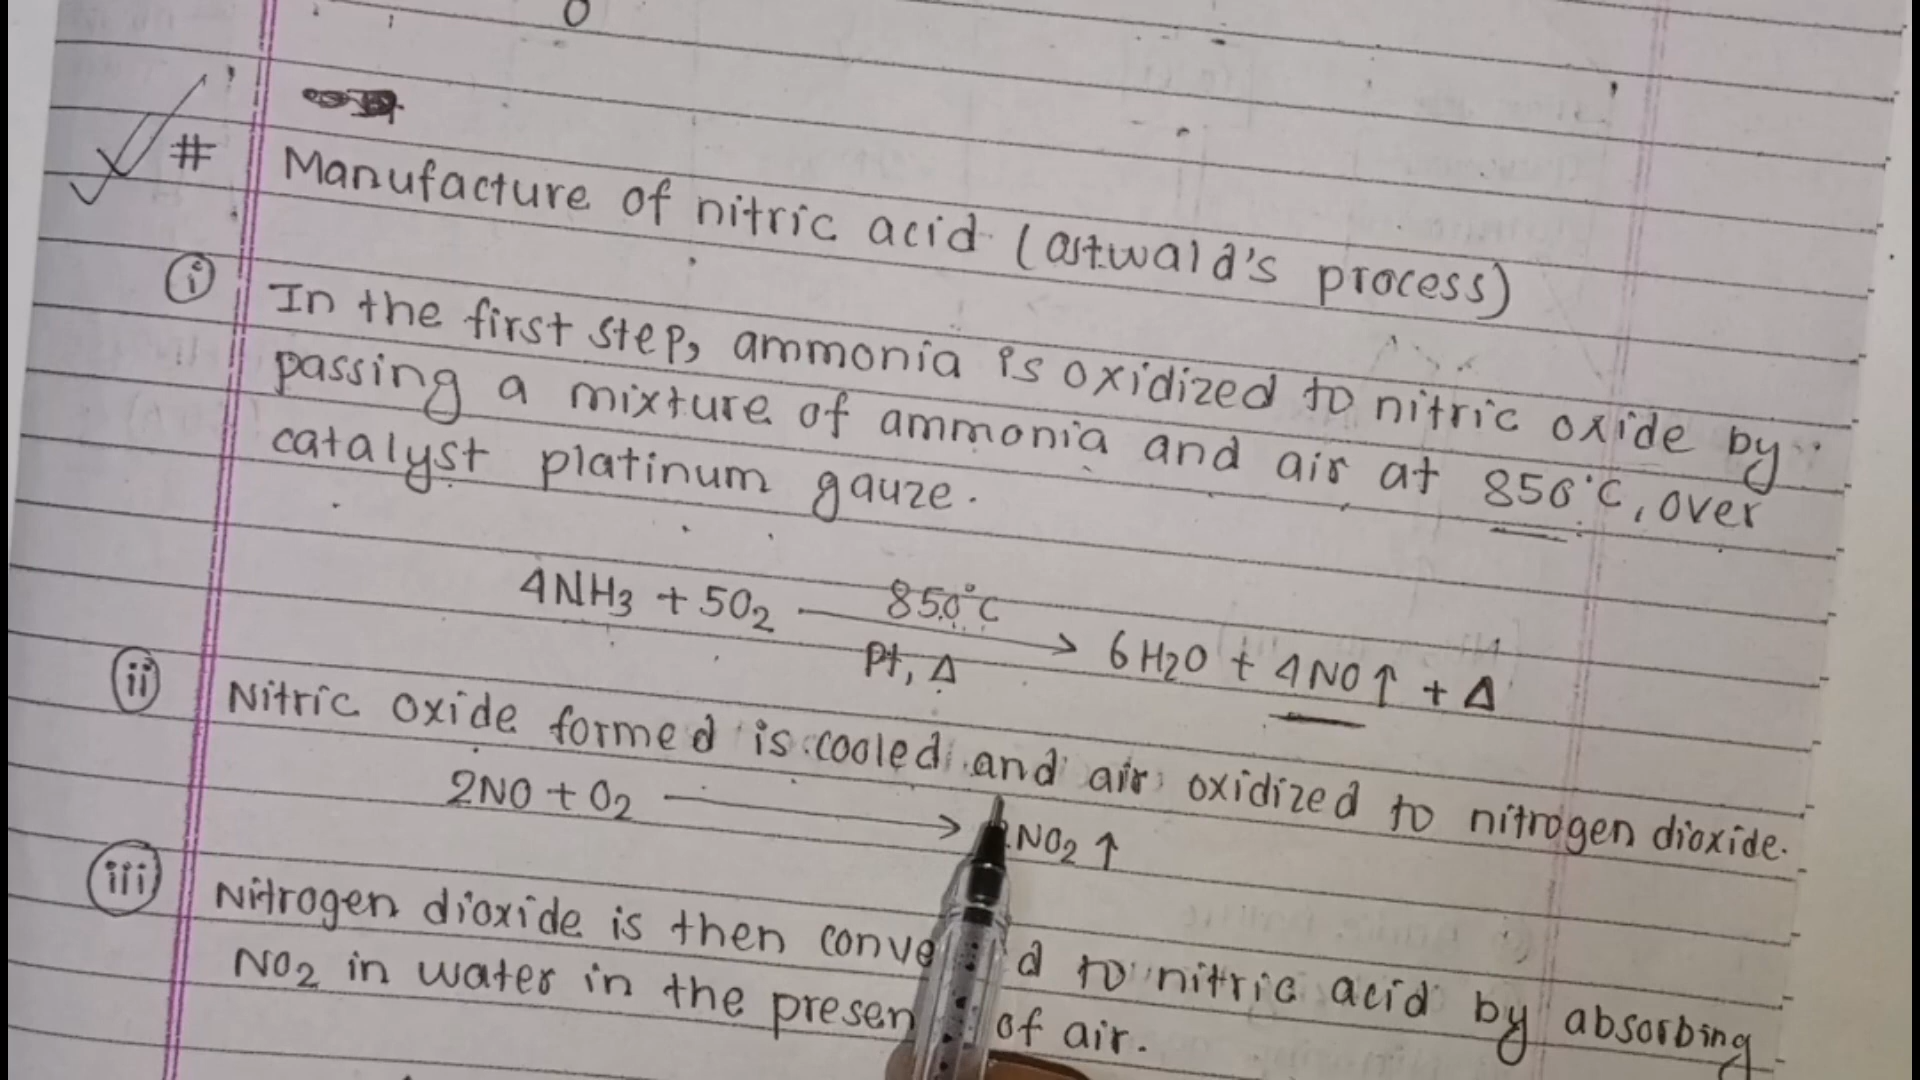 # Manufacture of nitric acid (ostwald's process)
(i) In the first step, ammonia is oxidized to nitric oxide by
passing a mixture of ammonia and air at 850°C, over
catalyst platinum gauze.
4NH3 + 5O2 —850°C→ 6H2O + 4NO↑ + Δ
Pt, Δ
(ii) Nitric oxide formed is cooled and air oxidized to nitrogen dioxide.
2NO + O2 → NO2 ↑
(iii) Nitrogen dioxide is then to nitric acid by absorbing
NO2 in water in the of air.